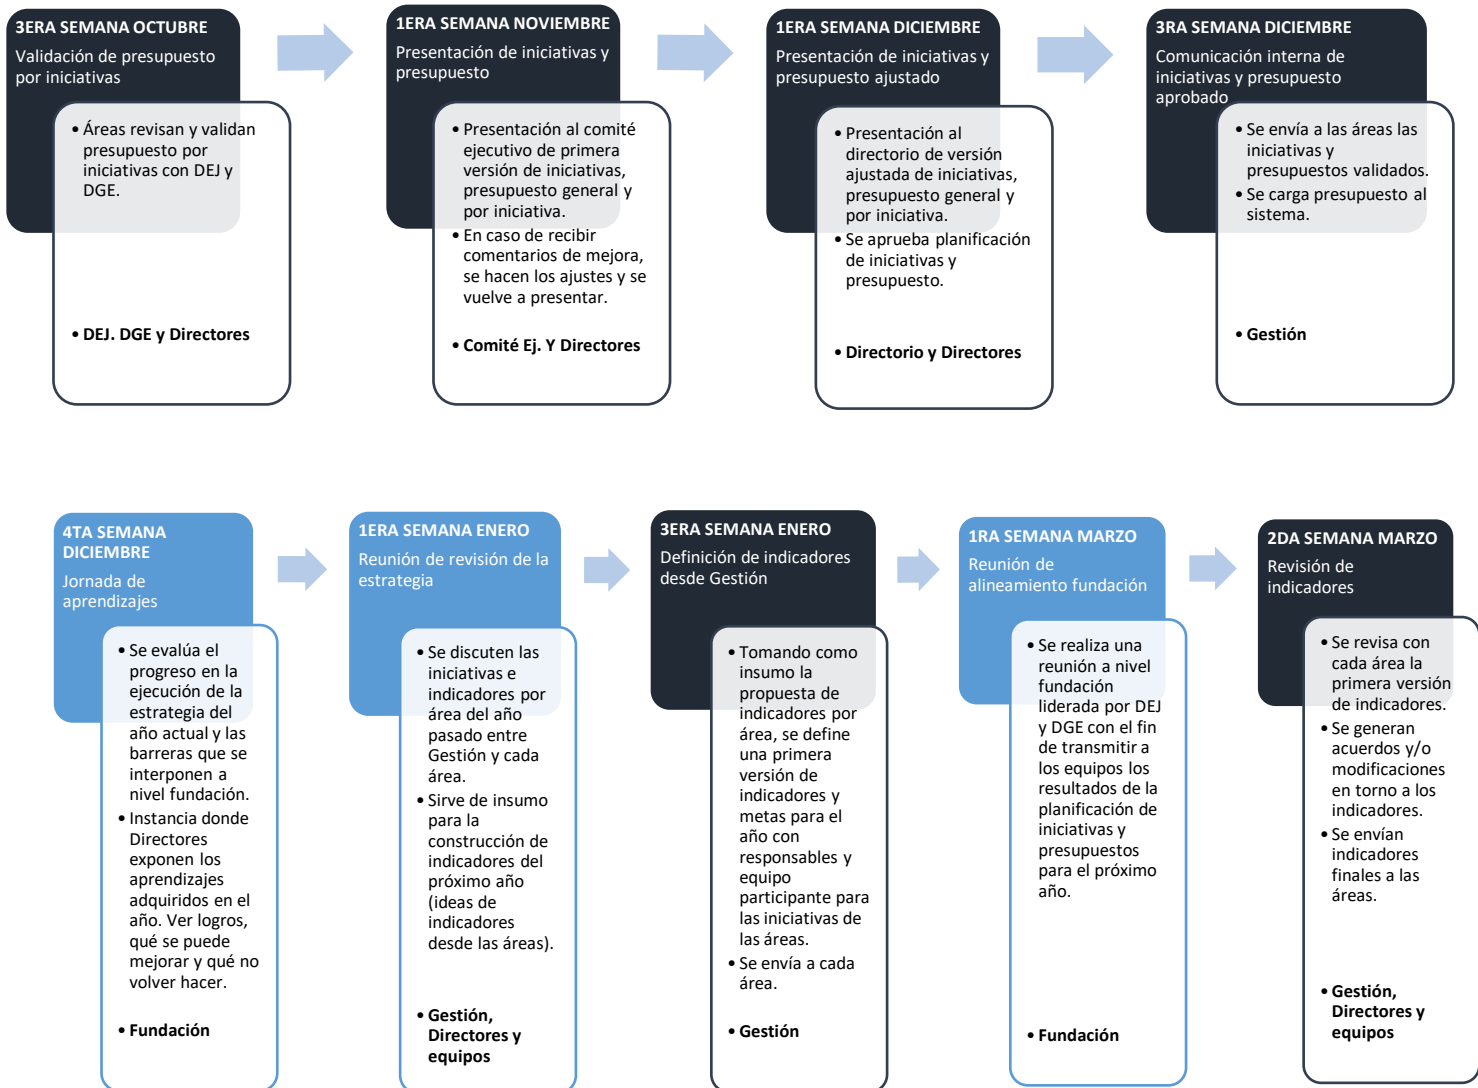 3ERA SEMANA OCTUBRE
Validación de presupuesto
por iniciativas
• Áreas revisan y validan
presupuesto por
iniciativas con DEJ y
DGE.
• DEJ. DGE y Directores
1ERA SEMANA NOVIEMBRE
Presentación de iniciativas y
presupuesto
• Presentación al comité
ejecutivo de primera
versión de iniciativas,
presupuesto general y
por iniciativa.
• En caso de recibir
comentarios de mejora,
se hacen los ajustes y se
vuelve a presentar.
• Comité Ej. Y Directores
1ERA SEMANA DICIEMBRE
Presentación de iniciativas y
presupuesto ajustado
• Presentación al
directorio de versión
ajustada de iniciativas,
presupuesto general y
por iniciativa.
• Se aprueba planificación
de iniciativas y
presupuesto.
• Directorio y Directores
3RA SEMANA DICIEMBRE
Comunicación interna de
iniciativas y presupuesto
aprobado
• Se envía a las áreas las
iniciativas y
presupuestos validados.
• Se carga presupuesto al
sistema.
• Gestión
4TA SEMANA
DICIEMBRE
Jornada de
aprendizajes
• Se evalúa el
progreso en la
ejecución de la
estrategia del
año actual y las
barreras que se
interponen a
nivel fundación.
• Instancia donde
Directores
exponen los
aprendizajes
adquiridos en el
año. Ver logros,
qué se puede
mejorar y qué no
volver hacer.
• Fundación
1ERA SEMANA ENERO
Reunión de revisión de la
estrategia
• Se discuten las
iniciativas e
indicadores por
área del año
pasado entre
Gestión y cada
área.
• Sirve de insumo
para la
construcción de
indicadores del
próximo año
(ideas de
indicadores
desde las áreas).
• Gestión,
Directores y
equipos
3ERA SEMANA ENERO
Definición de indicadores
desde Gestión
• Tomando como
insumo la
propuesta de
indicadores por
área, se define
una primera
versión de
indicadores y
metas para el
año con
responsables y
equipo
participante para
las iniciativas de
las áreas.
• Se envía a cada
área.
• Gestión
1RA SEMANA MARZO
Reunión de
alineamiento fundación
• Se realiza una
reunión a nivel
fundación
liderada por DEJ
y DGE con el fin
de transmitir a
los equipos los
resultados de la
planificación de
iniciativas y
presupuestos
para el próximo
año.
• Fundación
2DA SEMANA MARZO
Revisión de
indicadores
• Se revisa con
cada área la
primera versión
de indicadores.
• Se generan
acuerdos y/o
modificaciones
en torno a los
indicadores.
• Se envían
indicadores
finales a las
áreas.
• Gestión,
Directores y
equipos